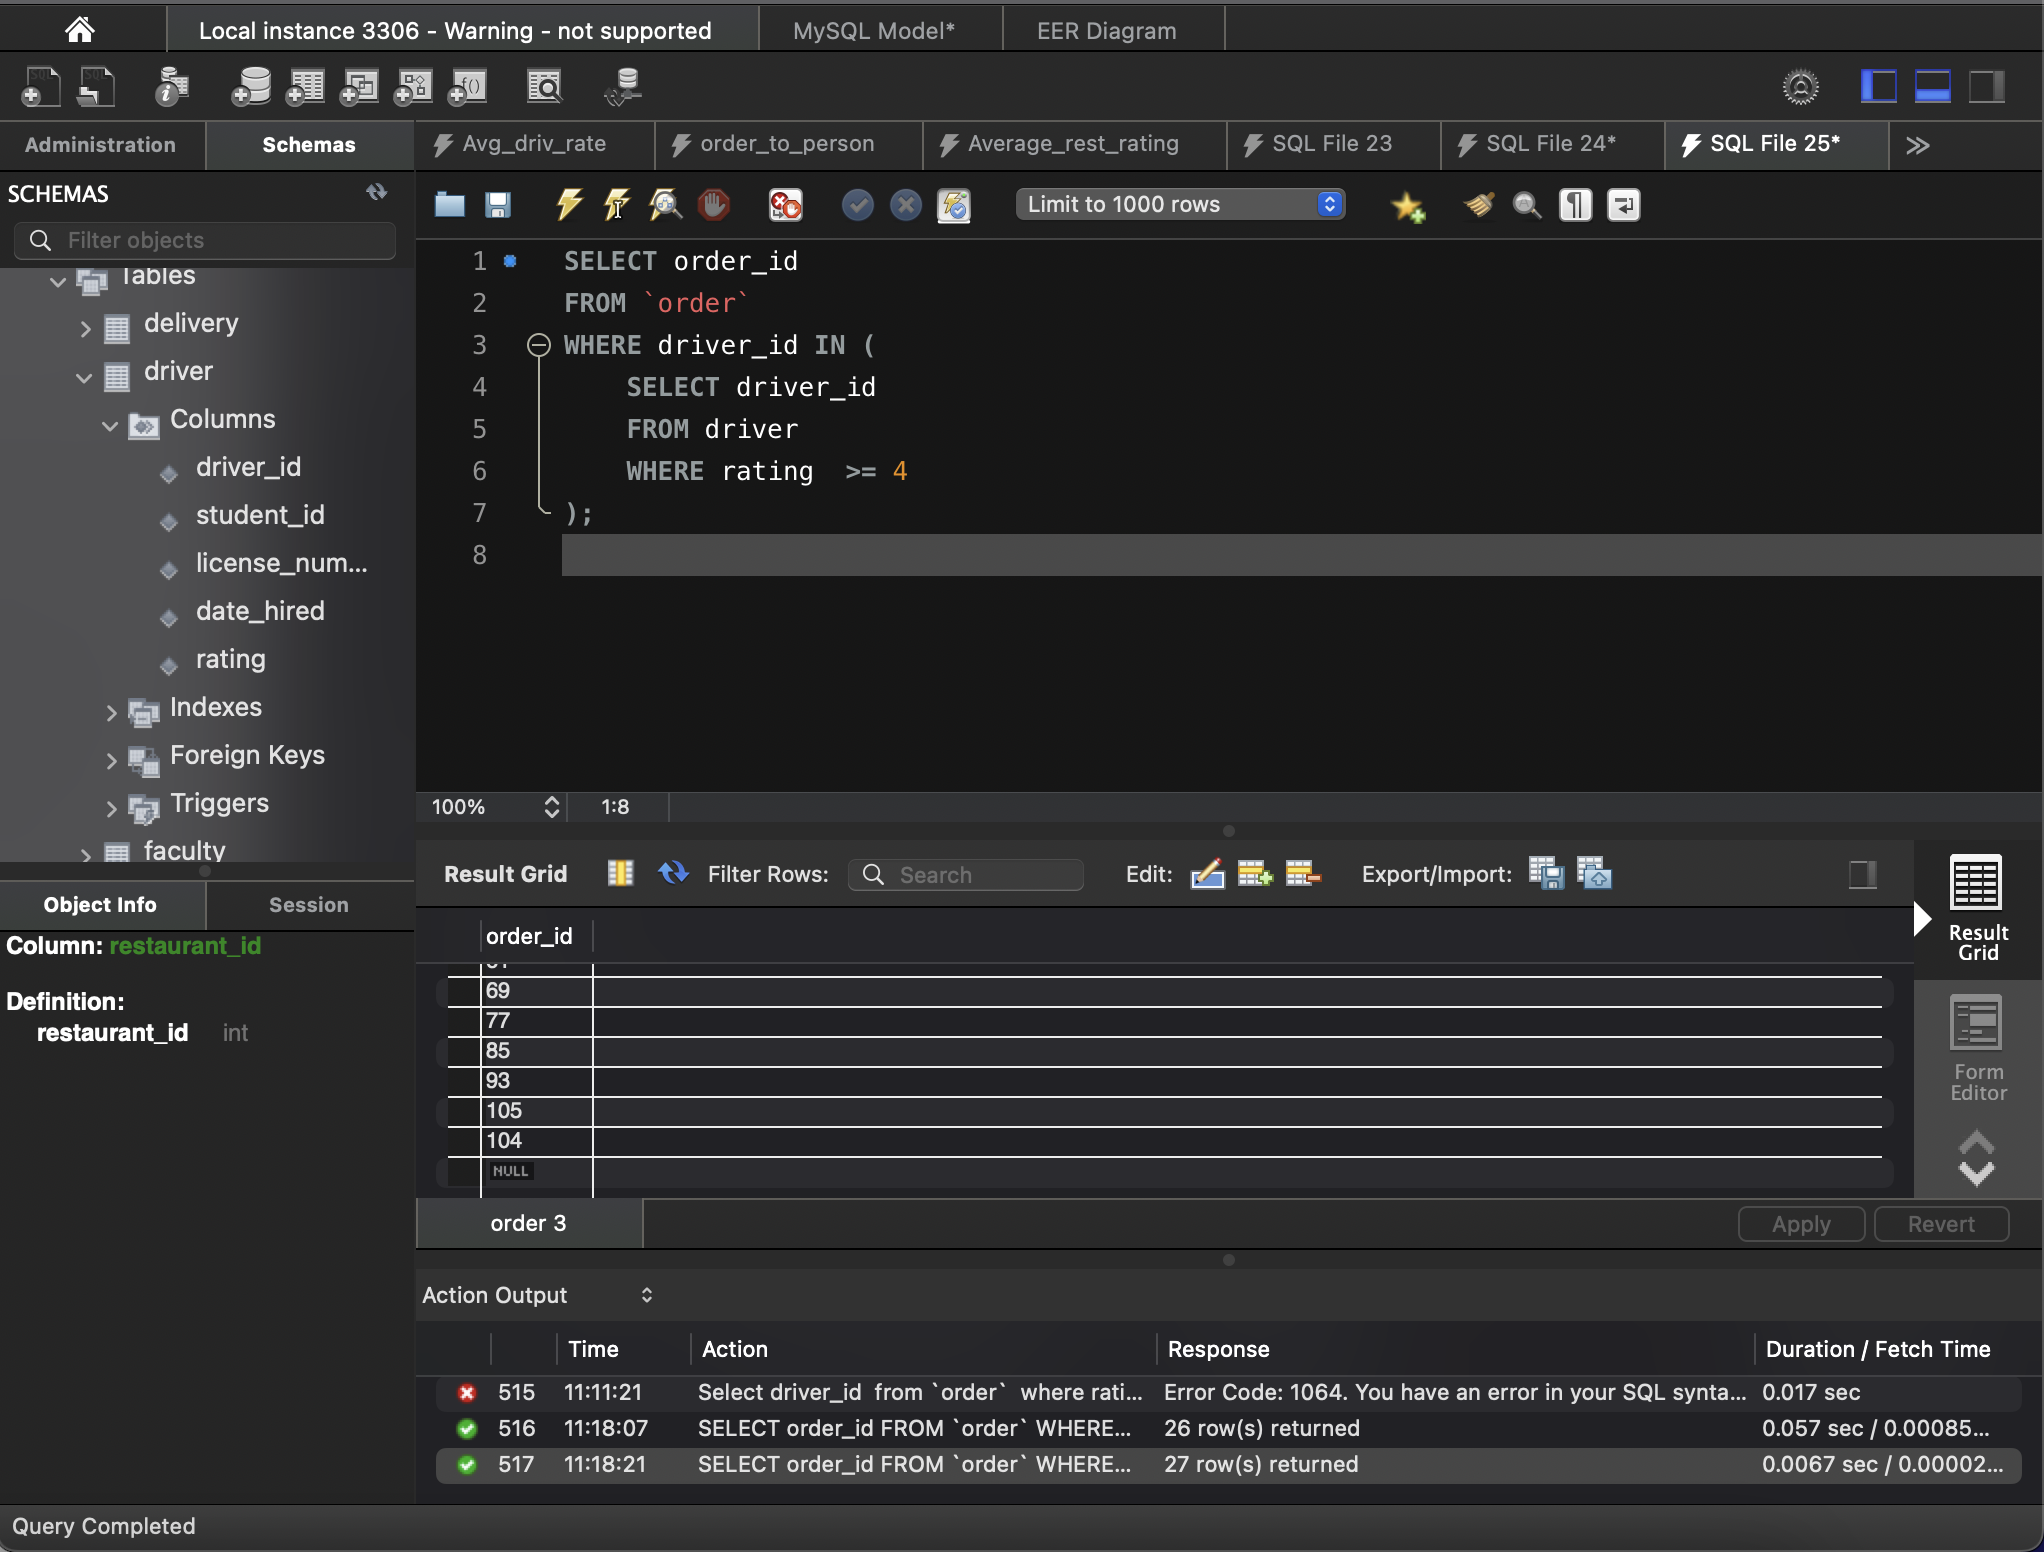 Local instance 3306 - Warning - not supported
MySQL Model*
EER Diagram
Administration
Schemas
Avg_driv_rate
order_to_person
Average_rest_rating
SQL File 23
SQL File 24*
SQL File 25*
SCHEMAS
Filter objects
Limit to 1000 rows
Tables
delivery
driver
Columns
driver_id
student_id
license_num...
date_hired
rating
Indexes
Foreign Keys
Triggers
faculty
1 SELECT order_id
2 FROM `order`
3 WHERE driver_id IN (
4 SELECT driver_id
5 FROM driver
6 WHERE rating  >= 4
7 );
8
100%
1:8
Object Info
Session
Column: restaurant_id
Definition:
restaurant_id int
Result Grid
Filter Rows:
Search
Edit:
Export/Import:
order_id
69
77
85
93
105
104
NULL
Result
Grid
Form
Editor
order 3
Apply
Revert
Action Output
Time Action Response Duration / Fetch Time
515 11:11:21 Select driver_id  from `order`  where rati... Error Code: 1064. You have an error in your SQL synta... 0.017 sec
516 11:18:07 SELECT order_id FROM `order` WHERE... 26 row(s) returned 0.057 sec / 0.00085...
517 11:18:21 SELECT order_id FROM `order` WHERE... 27 row(s) returned 0.0067 sec / 0.00002...
Query Completed